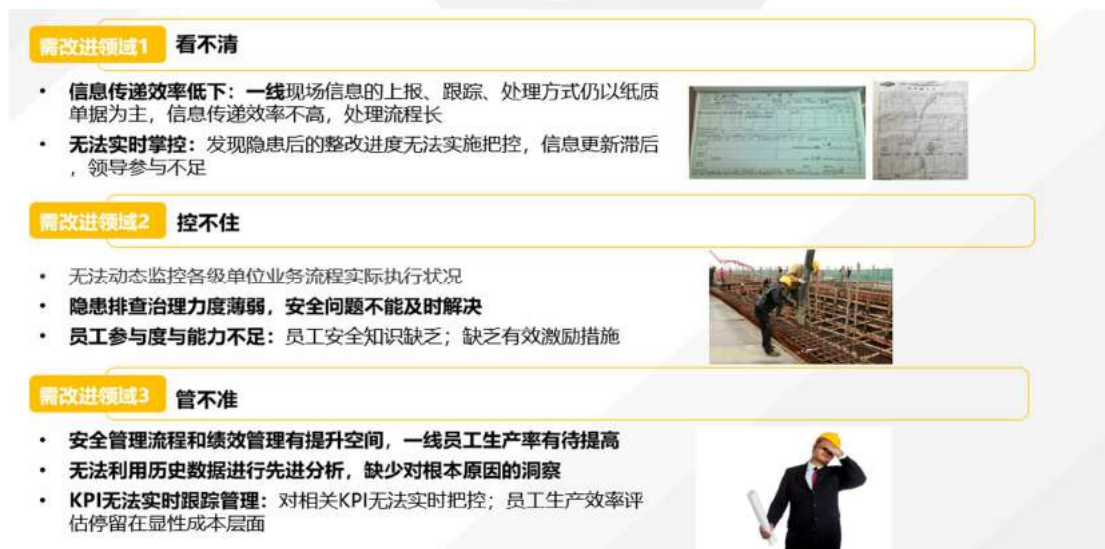 需改进领域1 看不清
• 信息传递效率低下：一线现场信息的上报、跟踪、处理方式仍以纸质
单据为主，信息传递效率不高，处理流程长
• 无法实时掌控：发现隐患后的整改进度无法实施把控，信息更新滞后
，领导参与不足
需改进领域2 控不住
• 无法动态监控各级单位业务流程实际执行状况
• 隐患排查治理力度薄弱，安全问题不能及时解决
• 员工参与度与能力不足：员工安全知识缺乏；缺乏有效激励措施
需改进领域3 管不准
• 安全管理流程和绩效管理有提升空间，一线员工生产率有待提高
• 无法利用历史数据进行先进分析，缺少对根本原因的洞察
• KPI无法实时跟踪管理：对相关KPI无法实时把控；员工生产效率评
估停留在显性成本层面